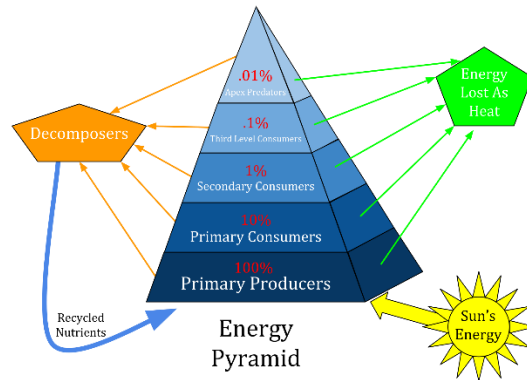 .01%
Apex Predators
.1%
Third Level Consumers
1%
Secondary Consumers
10%
Primary Consumers
100%
Primary Producers
Decomposers
Energy
Lost As
Heat
Recycled
Nutrients
Energy
Pyramid
Sun's
Energy